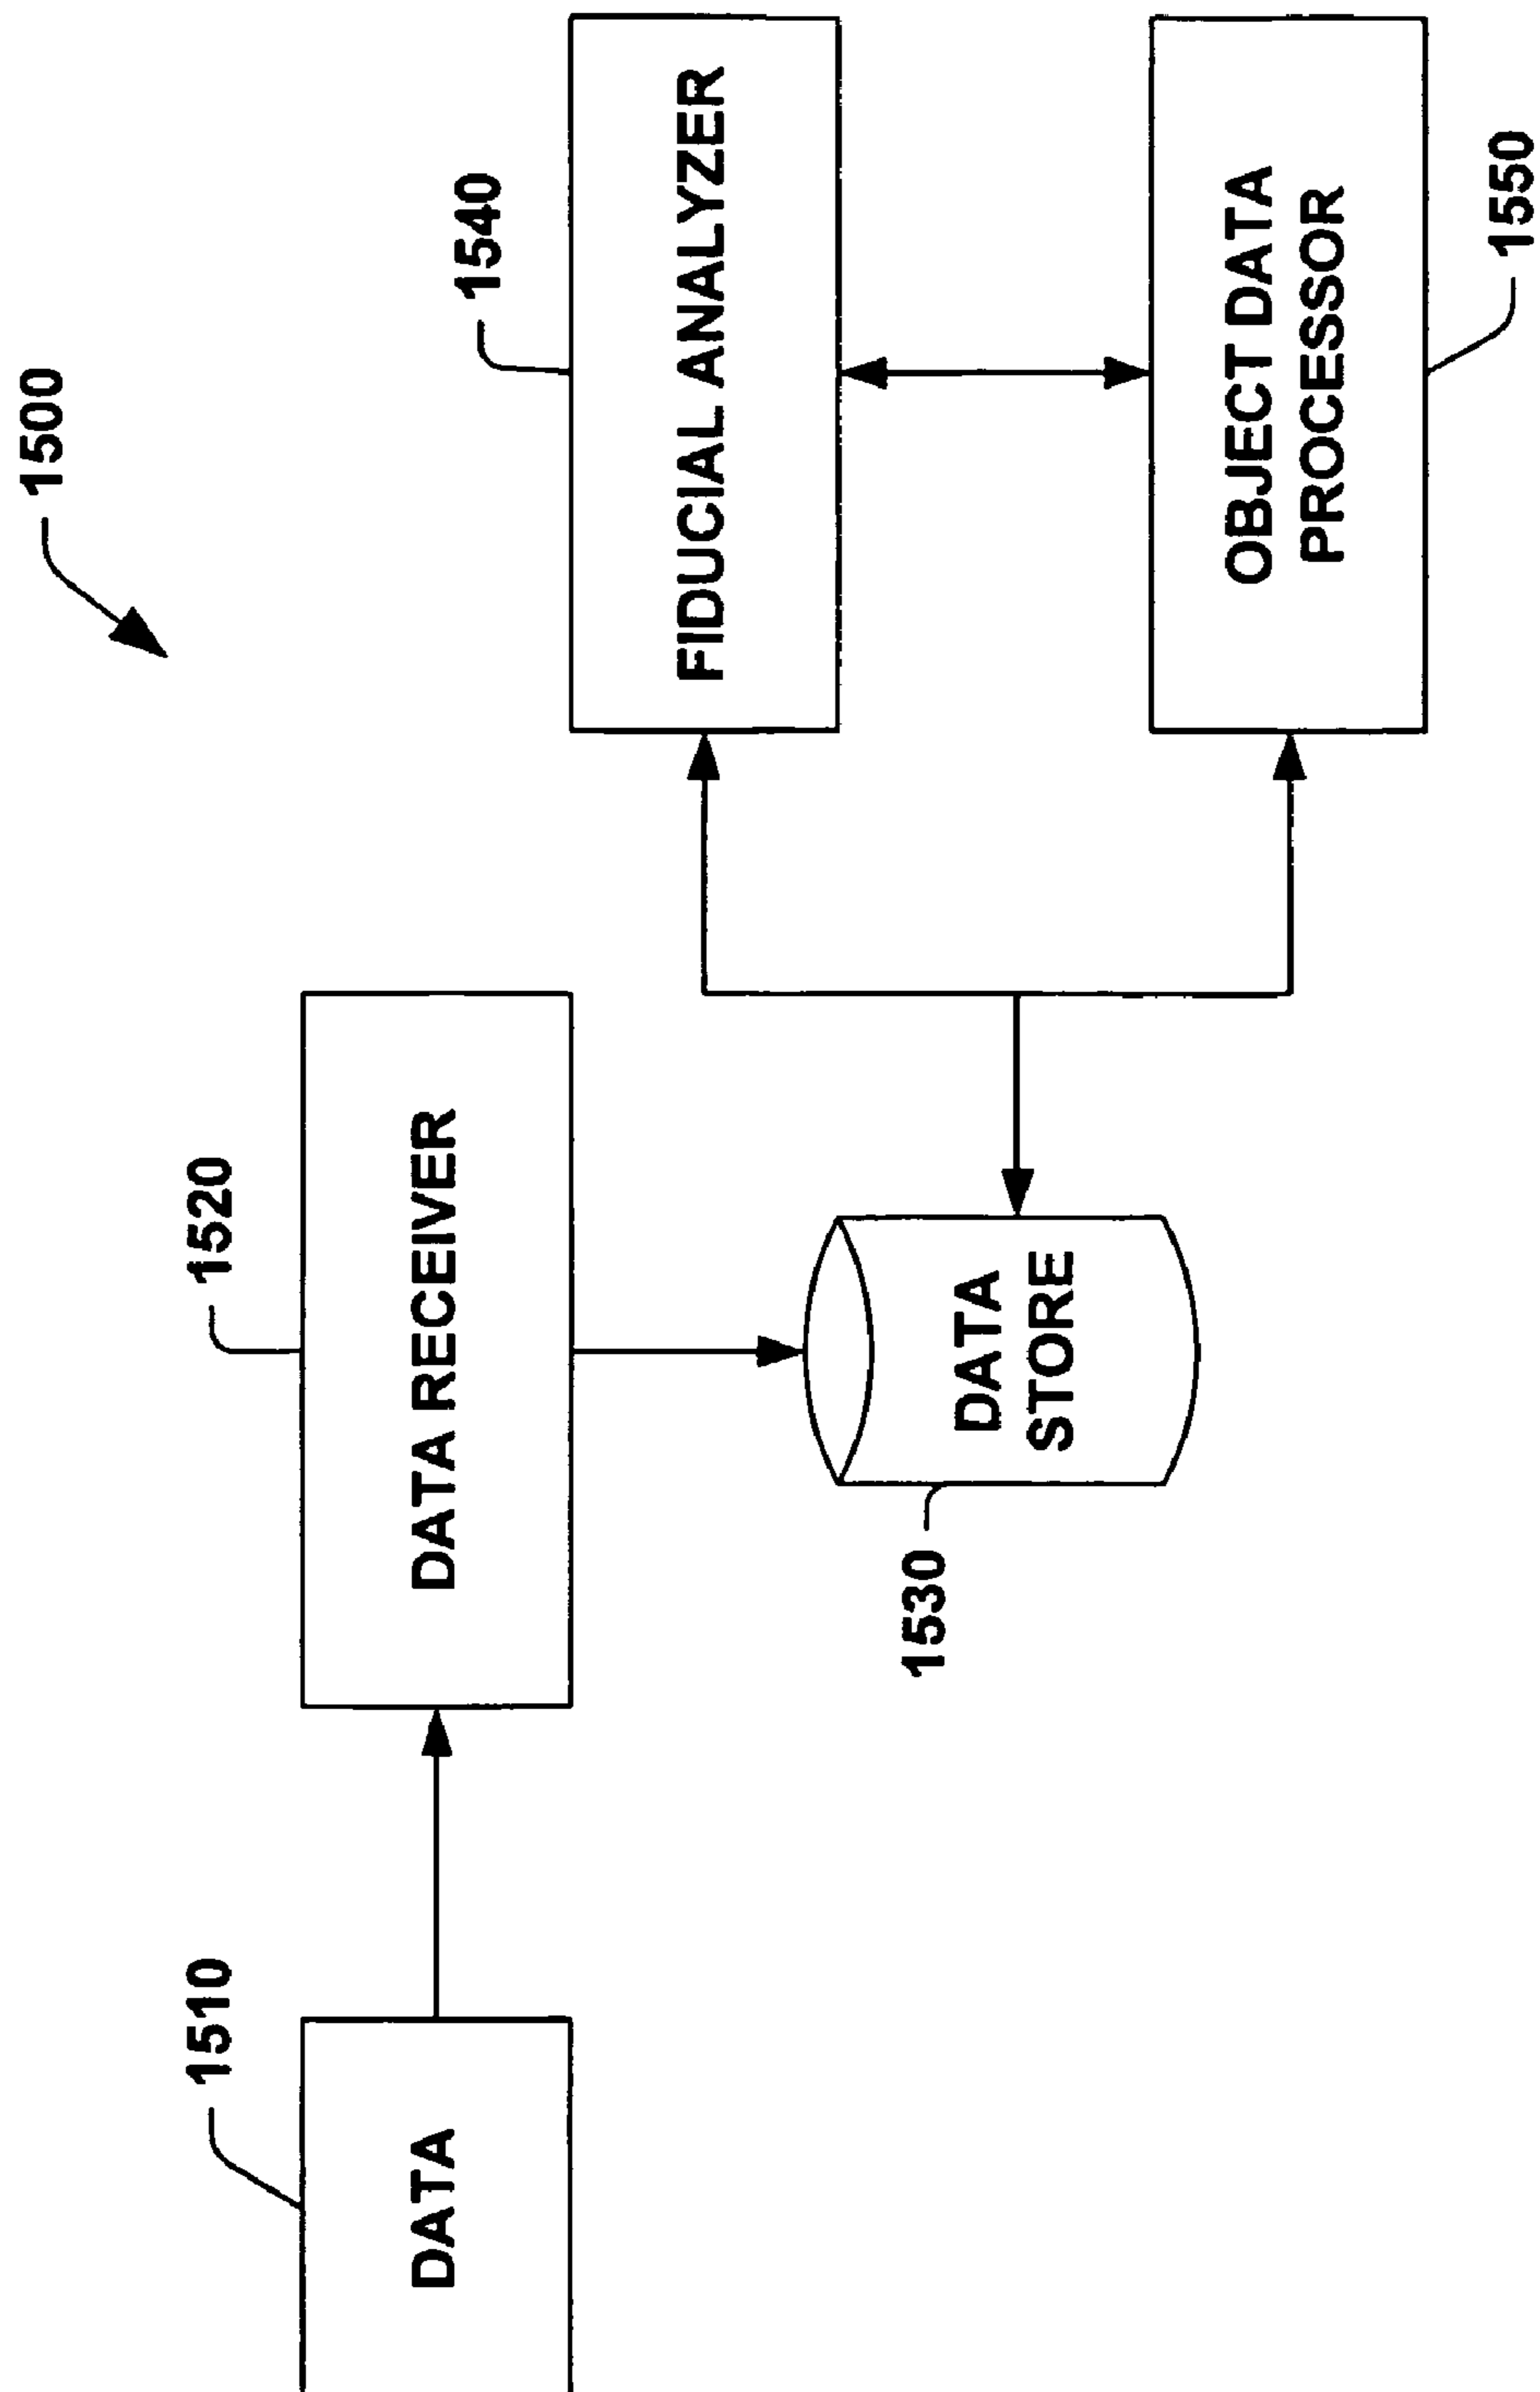 1500
1510
DATA
1520
DATA RECEIVER
1530
DATA
STORE
1540
FIDUCIAL ANALYZER
OBJECT DATA
PROCESSOR
1550